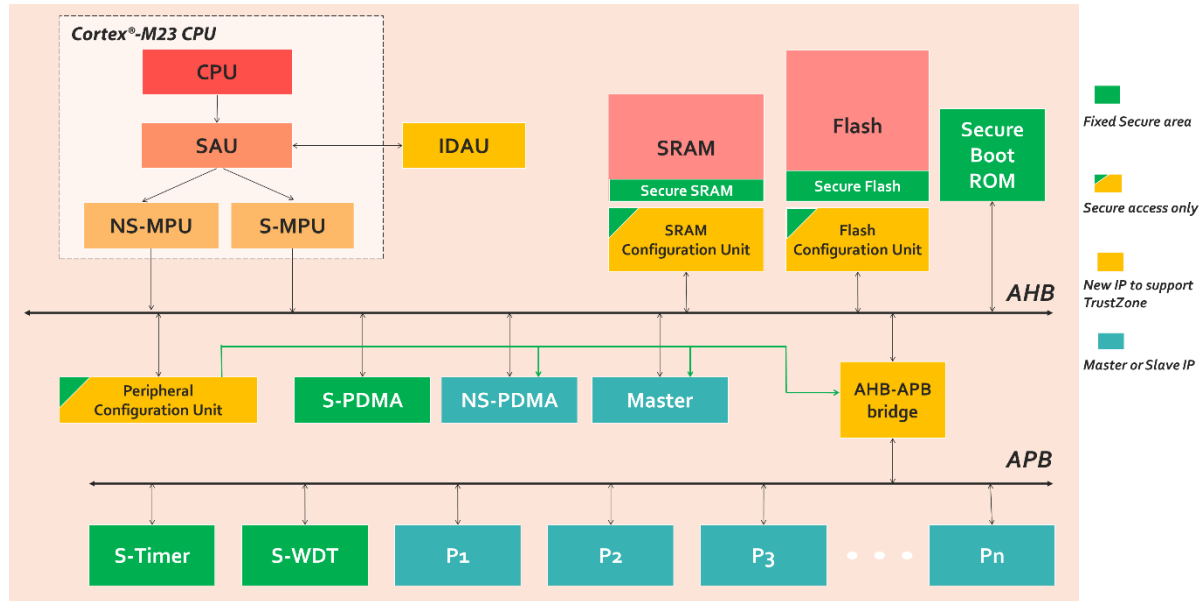 Cortex®-M23 CPU
CPU
SAU
IDAU
NS-MPU
S-MPU
SRAM
Secure SRAM
SRAM
Configuration Unit
Flash
Secure Flash
Flash
Configuration Unit
Secure
Boot
ROM
AHB
Peripheral
Configuration Unit
S-PDMA
NS-PDMA
Master
AHB-APB
bridge
APB
S-Timer
S-WDT
P1
P2
P3
Pn
Fixed Secure area
Secure access only
New IP to support
TrustZone
Master or Slave IP